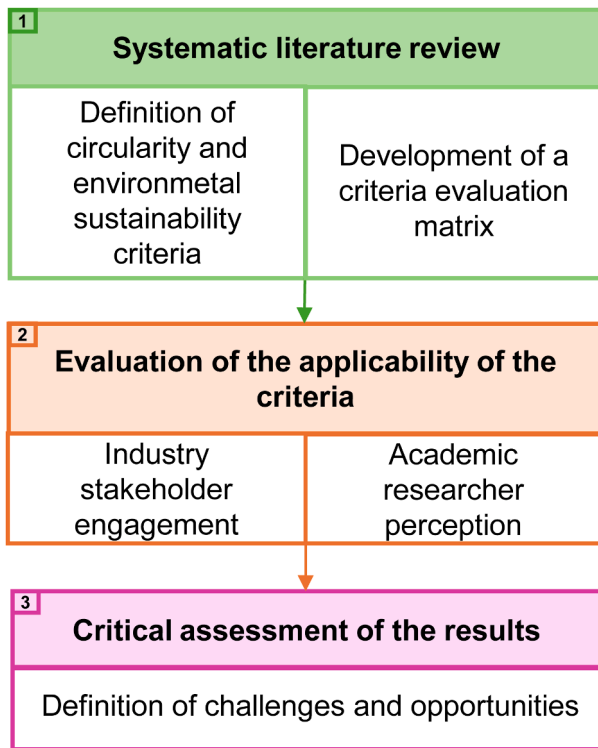 1
Systematic literature review
Definition of
circularity and
environmetal
sustainability
criteria
Development of a
criteria evaluation
matrix
2
Evaluation of the applicability of the
criteria
Industry
stakeholder
engagement
Academic
researcher
perception
3
Critical assessment of the results
Definition of challenges and opportunities